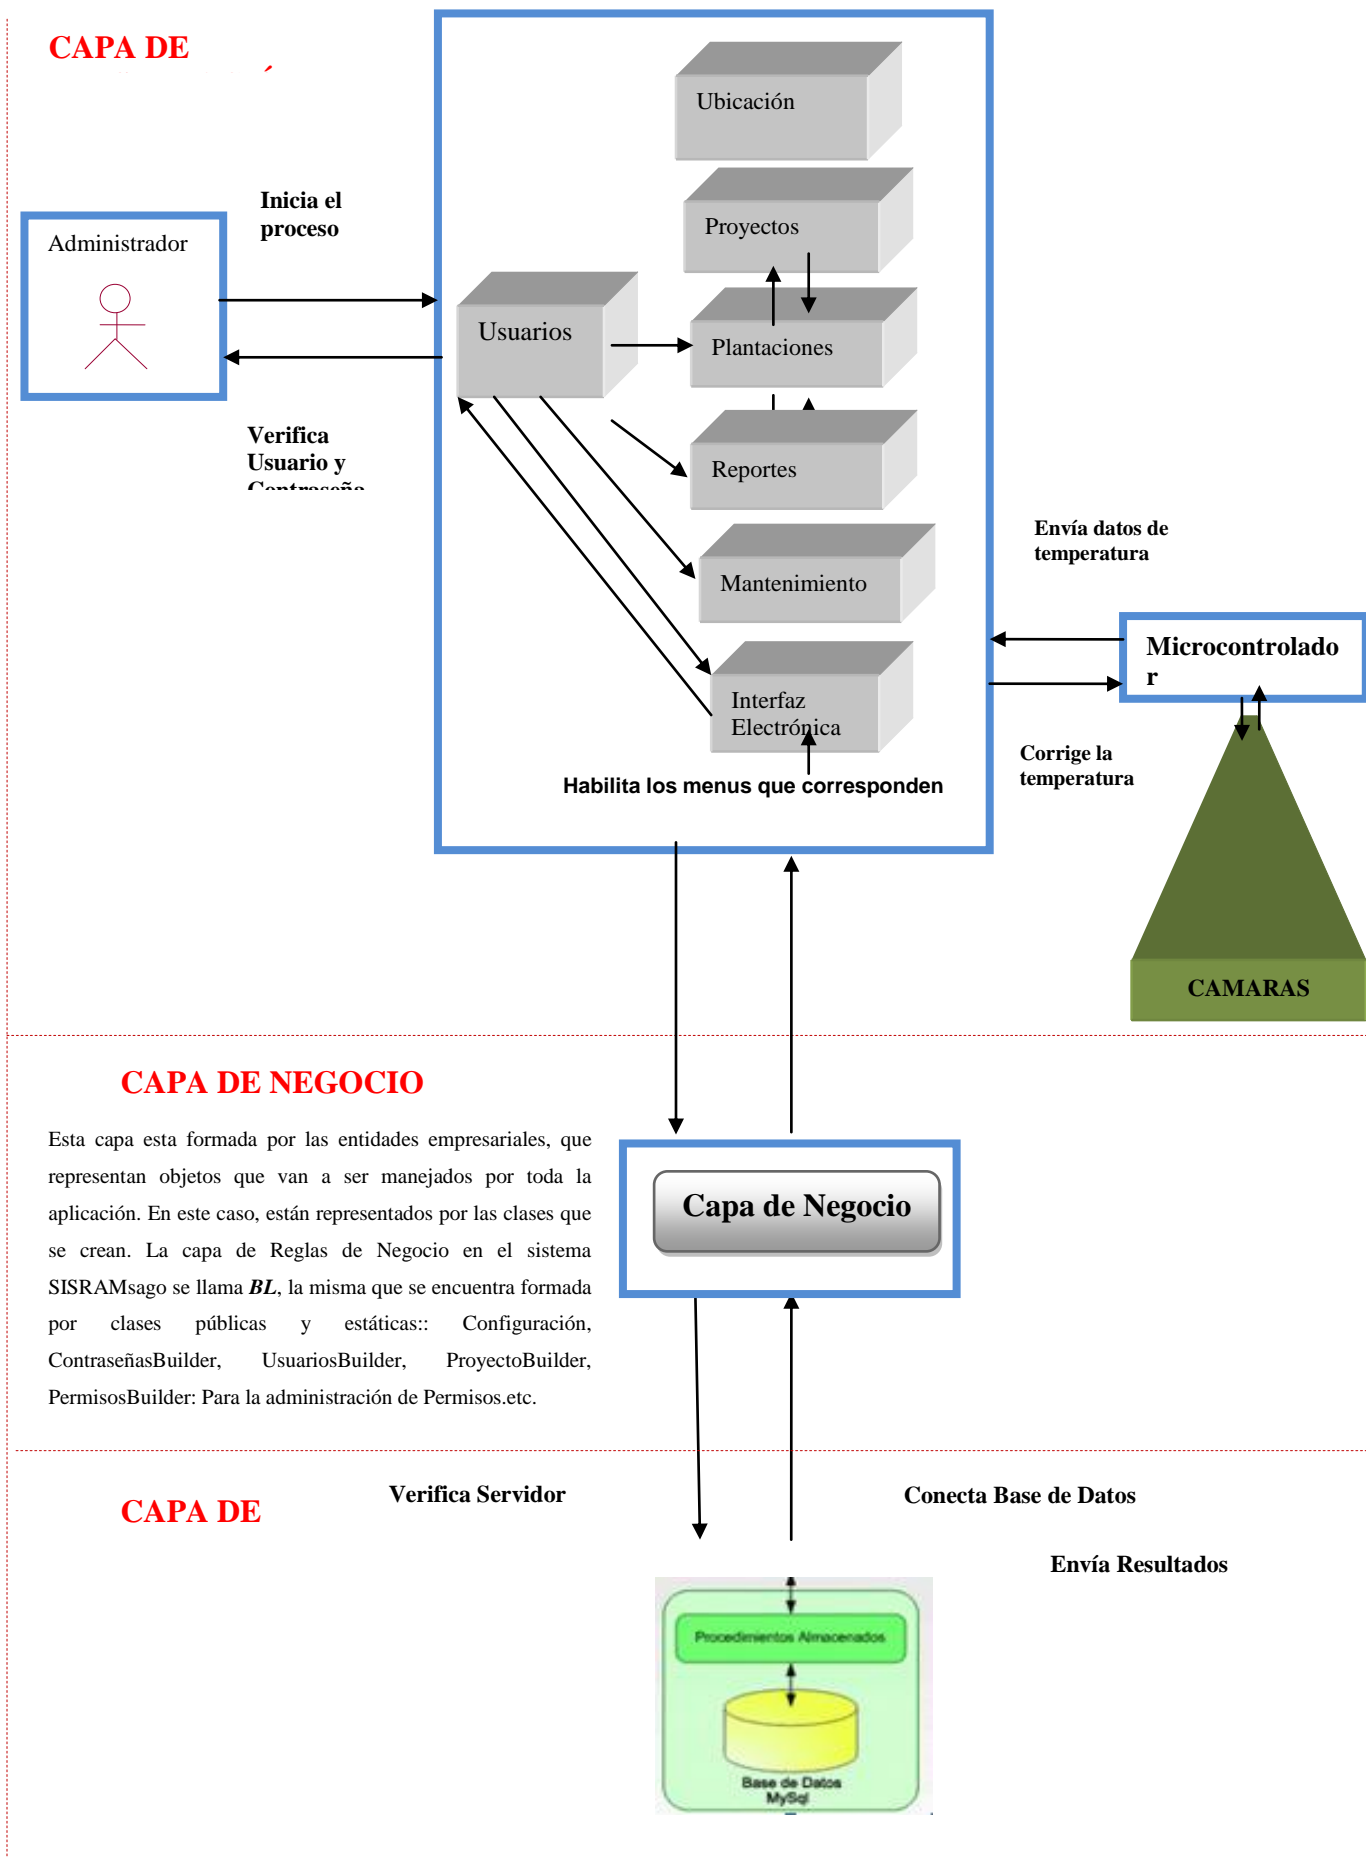 CAPA DE
Ubicación
Inicia el
proceso
Proyectos
Administrador
Usuarios
Plantaciones
Verifica
Usuario y
Contraseña
Reportes
Envía datos de
temperatura
Mantenimiento
Microcontrolado
r
Interfaz
Electrónica
Corrige la
temperatura
Habilita los menus que corresponden
CAMARAS
CAPA DE NEGOCIO
Esta capa esta formada por las entidades empresariales, que
representan objetos que van a ser manejados por toda la
aplicación. En este caso, están representados por las clases que
se crean. La capa de Reglas de Negocio en el sistema
SISRAMsago se llama BL, la misma que se encuentra formada
por clases públicas y estáticas:: Configuración,
ContraseñasBuilder, UsuariosBuilder, ProyectoBuilder,
PermisosBuilder: Para la administración de Permisos.etc.
Capa de Negocio
CAPA DE
Verifica Servidor
Conecta Base de Datos
Envía Resultados
Procedimientos Almacenados
Base de Datos
MySql